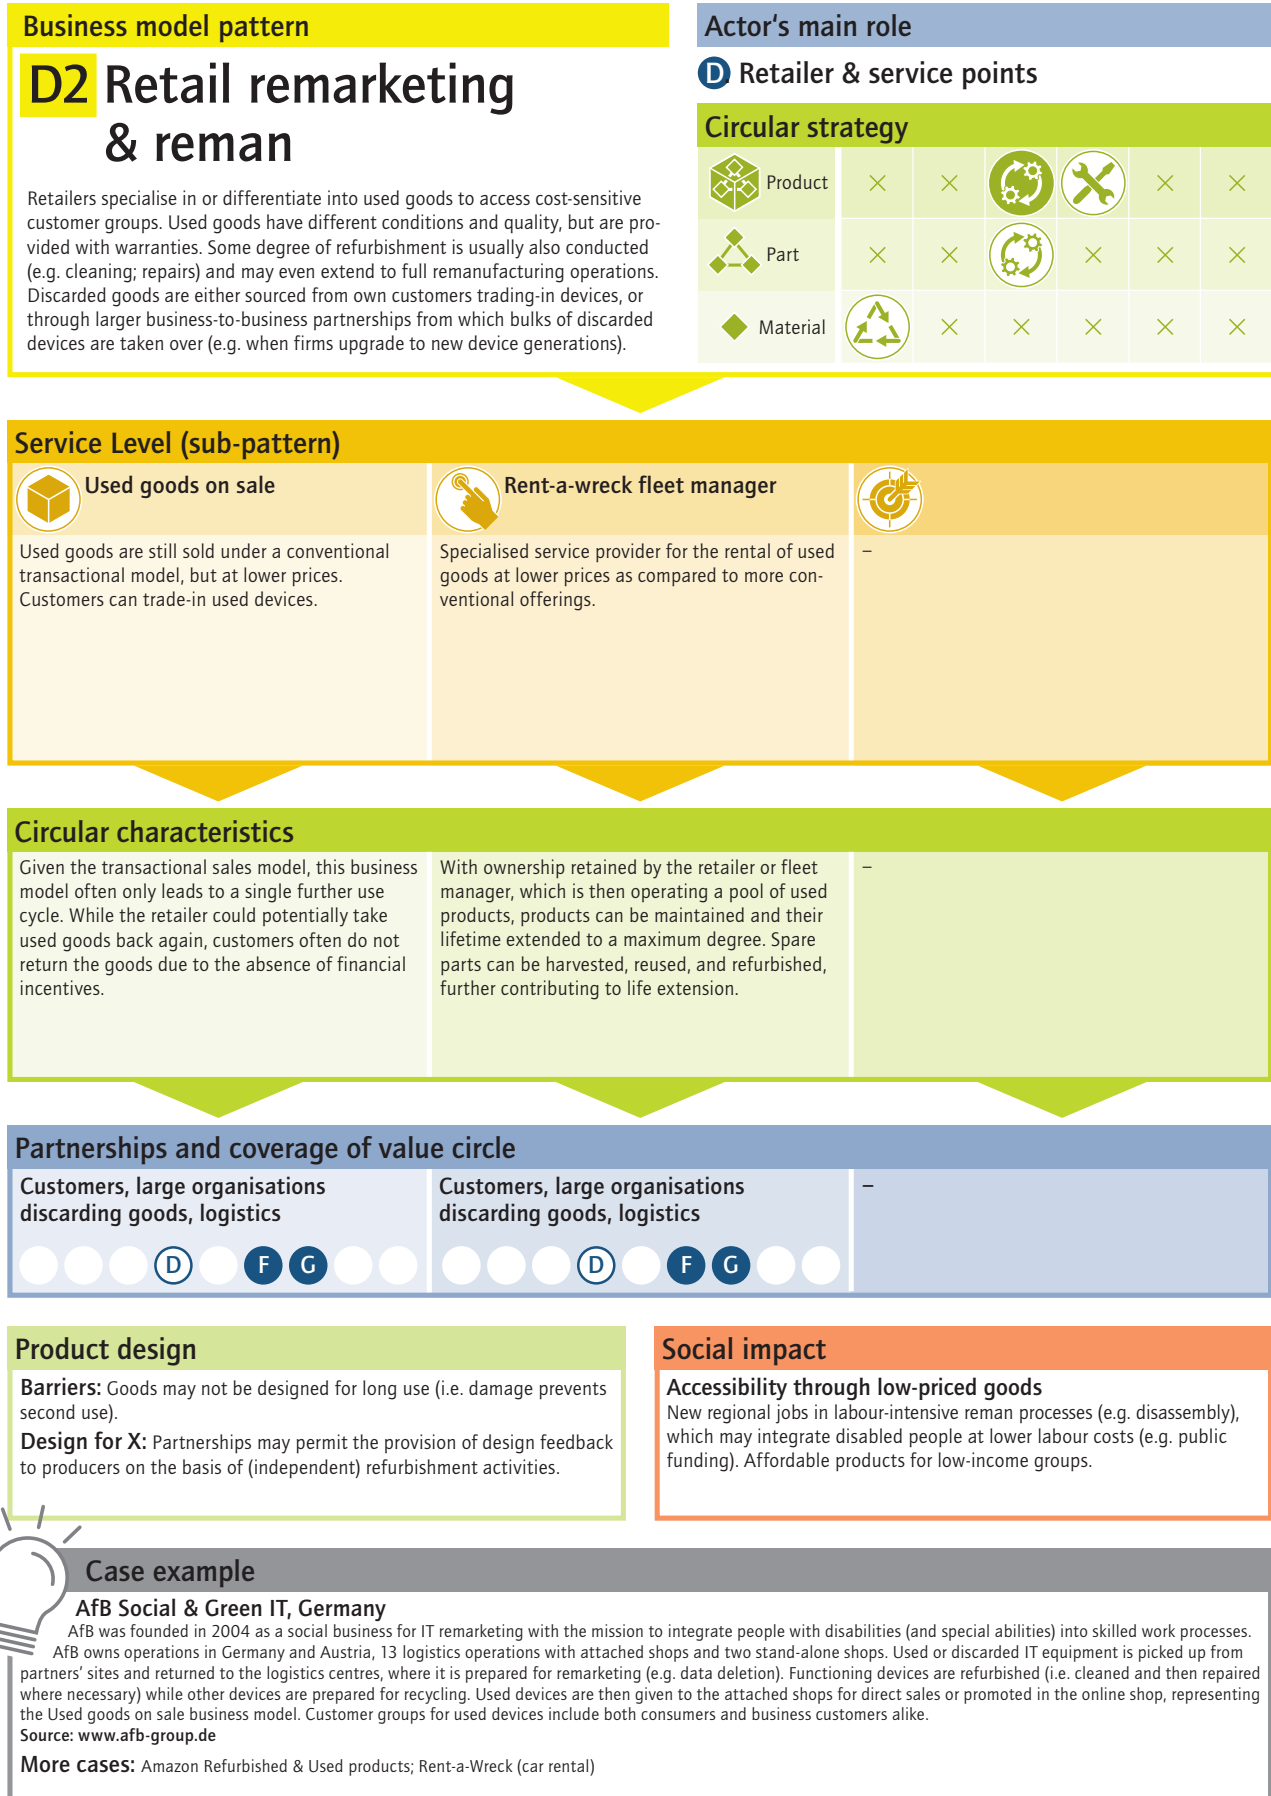 Business model pattern
D2 Retail remarketing
& reman
Retailers specialise in or differentiate into used goods to access cost-sensitive
customer groups. Used goods have different conditions and quality, but are pro-
vided with warranties. Some degree of refurbishment is usually also conducted
(e.g. cleaning; repairs) and may even extend to full remanufacturing operations.
Discarded goods are either sourced from own customers trading-in devices, or
through larger business-to-business partnerships from which bulks of discarded
devices are taken over (e.g. when firms upgrade to new device generations).
Actor's main role
D. Retailer & service points
Circular strategy
Product
Part
Material
Service Level (sub-pattern)
Used goods on sale
Used goods are still sold under a conventional
transactional model, but at lower prices.
Customers can trade-in used devices.
Rent-a-wreck fleet manager
Specialised service provider for the rental of used
goods at lower prices as compared to more con-
ventional offerings.
–
Circular characteristics
Given the transactional sales model, this business
model often only leads to a single further use
cycle. While the retailer could potentially take
used goods back again, customers often do not
return the goods due to the absence of financial
incentives.
With ownership retained by the retailer or fleet
manager, which is then operating a pool of used
products, products can be maintained and their
lifetime extended to a maximum degree. Spare
parts can be harvested, reused, and refurbished,
further contributing to life extension.
–
Partnerships and coverage of value circle
Customers, large organisations
discarding goods, logistics
D F G
Customers, large organisations
discarding goods, logistics
D F G
–
Product design
Barriers: Goods may not be designed for long use (i.e. damage prevents
second use).
Design for X: Partnerships may permit the provision of design feedback
to producers on the basis of (independent) refurbishment activities.
Social impact
Accessibility through low-priced goods
New regional jobs in labour-intensive reman processes (e.g. disassembly),
which may integrate disabled people at lower labour costs (e.g. public
funding). Affordable products for low-income groups.
Case example
AfB Social & Green IT, Germany
AfB was founded in 2004 as a social business for IT remarketing with the mission to integrate people with disabilities (and special abilities) into skilled work processes.
AfB owns operations in Germany and Austria, 13 logistics operations with attached shops and two stand-alone shops. Used or discarded IT equipment is picked up from
partners' sites and returned to the logistics centres, where it is prepared for remarketing (e.g. data deletion). Functioning devices are refurbished (i.e. cleaned and then repaired
where necessary) while other devices are prepared for recycling. Used devices are then given to the attached shops for direct sales or promoted in the online shop, representing
the Used goods on sale business model. Customer groups for used devices include both consumers and business customers alike.
Source: www.afb-group.de
More cases: Amazon Refurbished & Used products; Rent-a-Wreck (car rental)